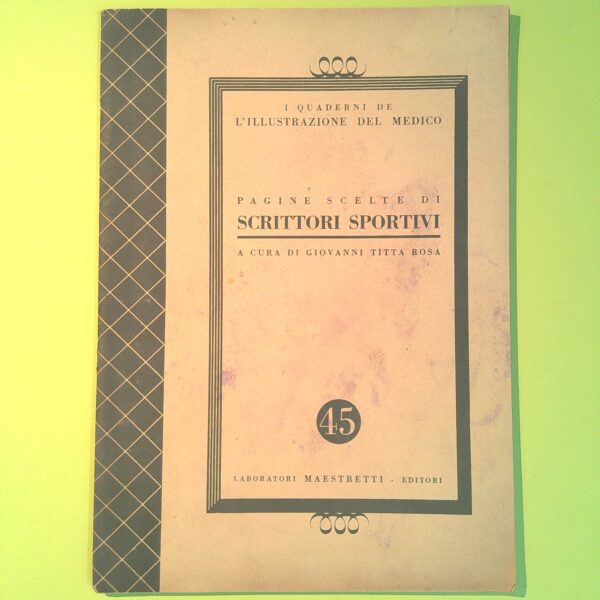 I QUADERNI DE
L'ILLUSTRAZIONE DEL MEDICO
PAGINE SCELTE DI
SCRITTORI SPORTIVI
A CURA DI GIOVANNI TITTA ROSA
45
LABORATORI MAESTRETTI - EDITORI